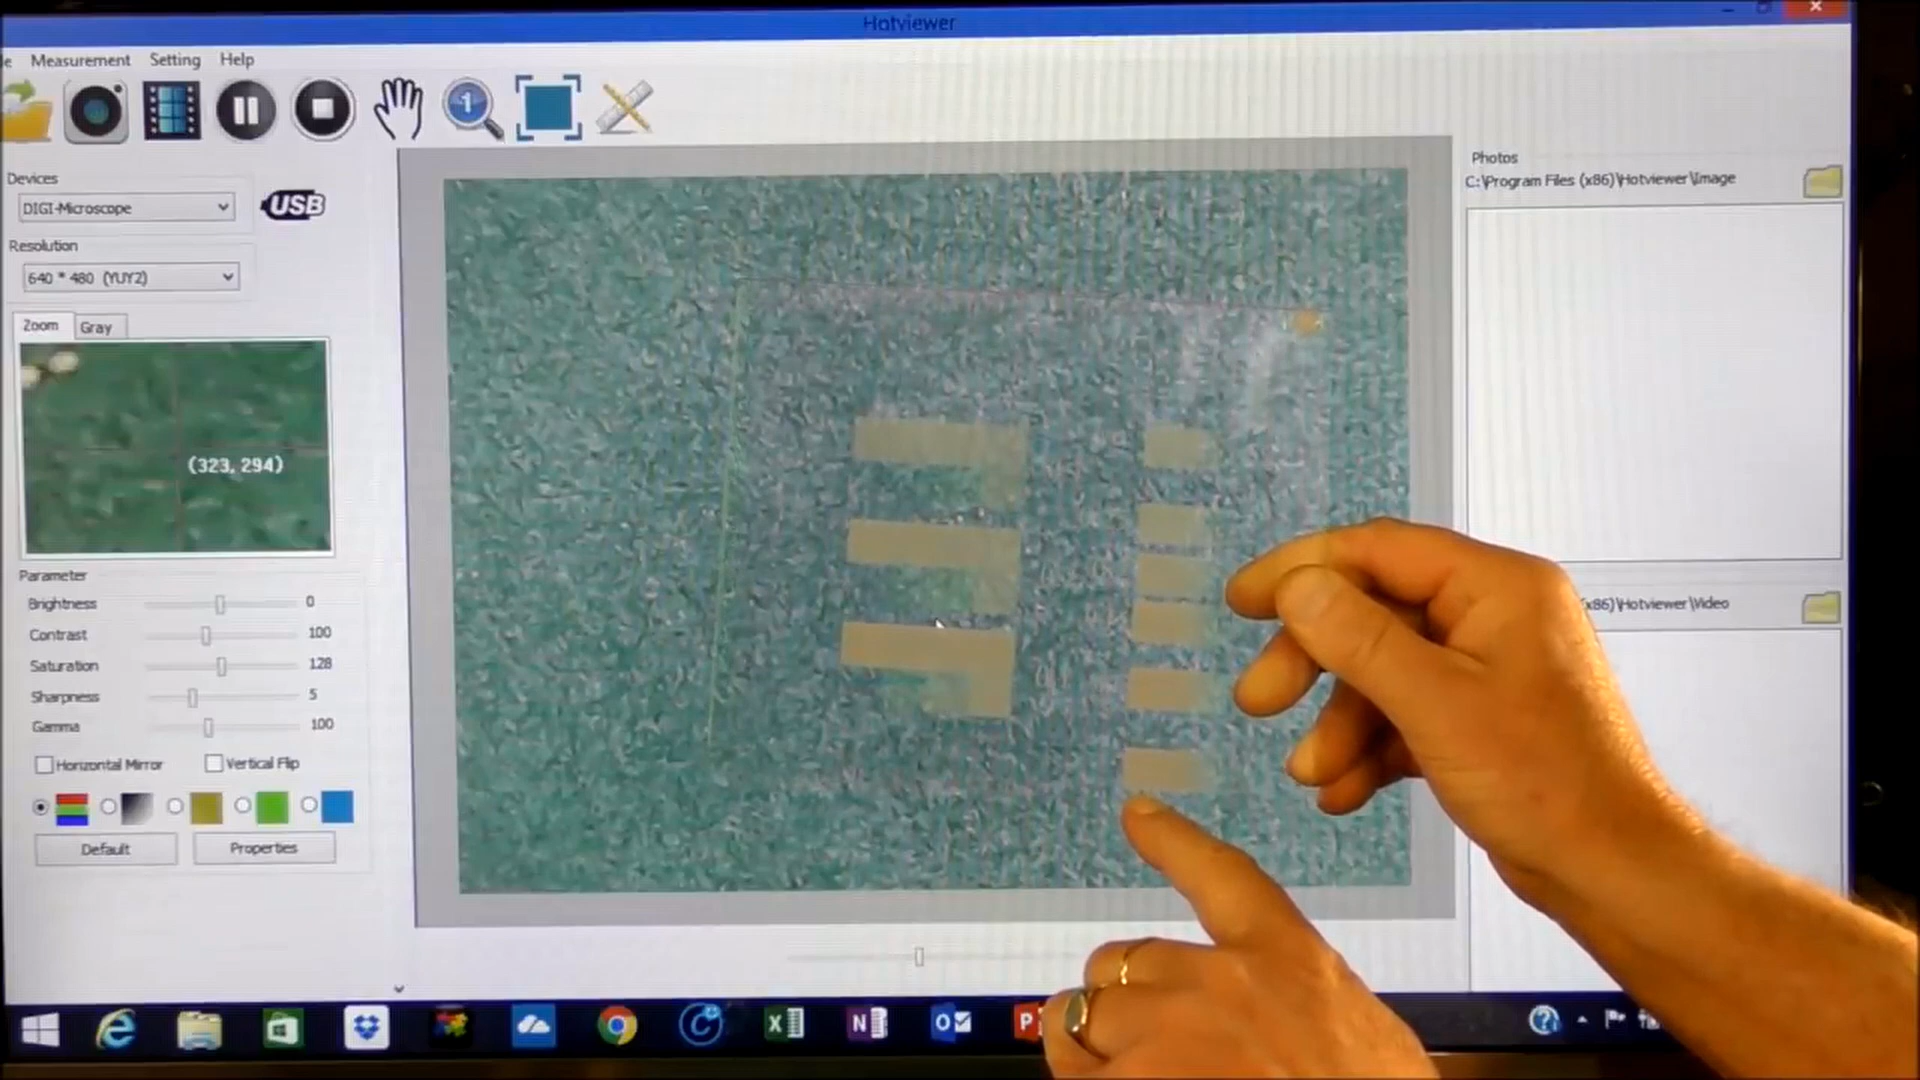 Hotviewer
Measurement Setting Help
1
Devices
DIGI-Microscope
USB
Resolution
640 * 480 (YUY2)
Zoom Gray
(323, 294)
Parameter
Brightness 0
Contrast 100
Saturation 128
Sharpness 5
Gamma 100
Horizontal Mirror Vertical Flip
Default Properties
Photos
C:\Program Files (x86)\Hotviewer\Image
x86)\Hotviewer\Video